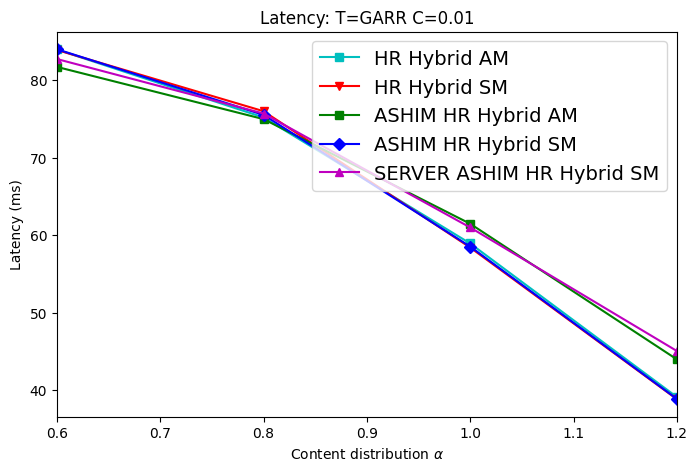 Latency: T=GARR C=0.01
HR Hybrid AM
HR Hybrid SM
ASHIM HR Hybrid AM
ASHIM HR Hybrid SM
SERVER ASHIM HR Hybrid SM
Latency (ms)
80
70
60
50
40
0.6 0.7 0.8 0.9 1.0 1.1 1.2
Content distribution α